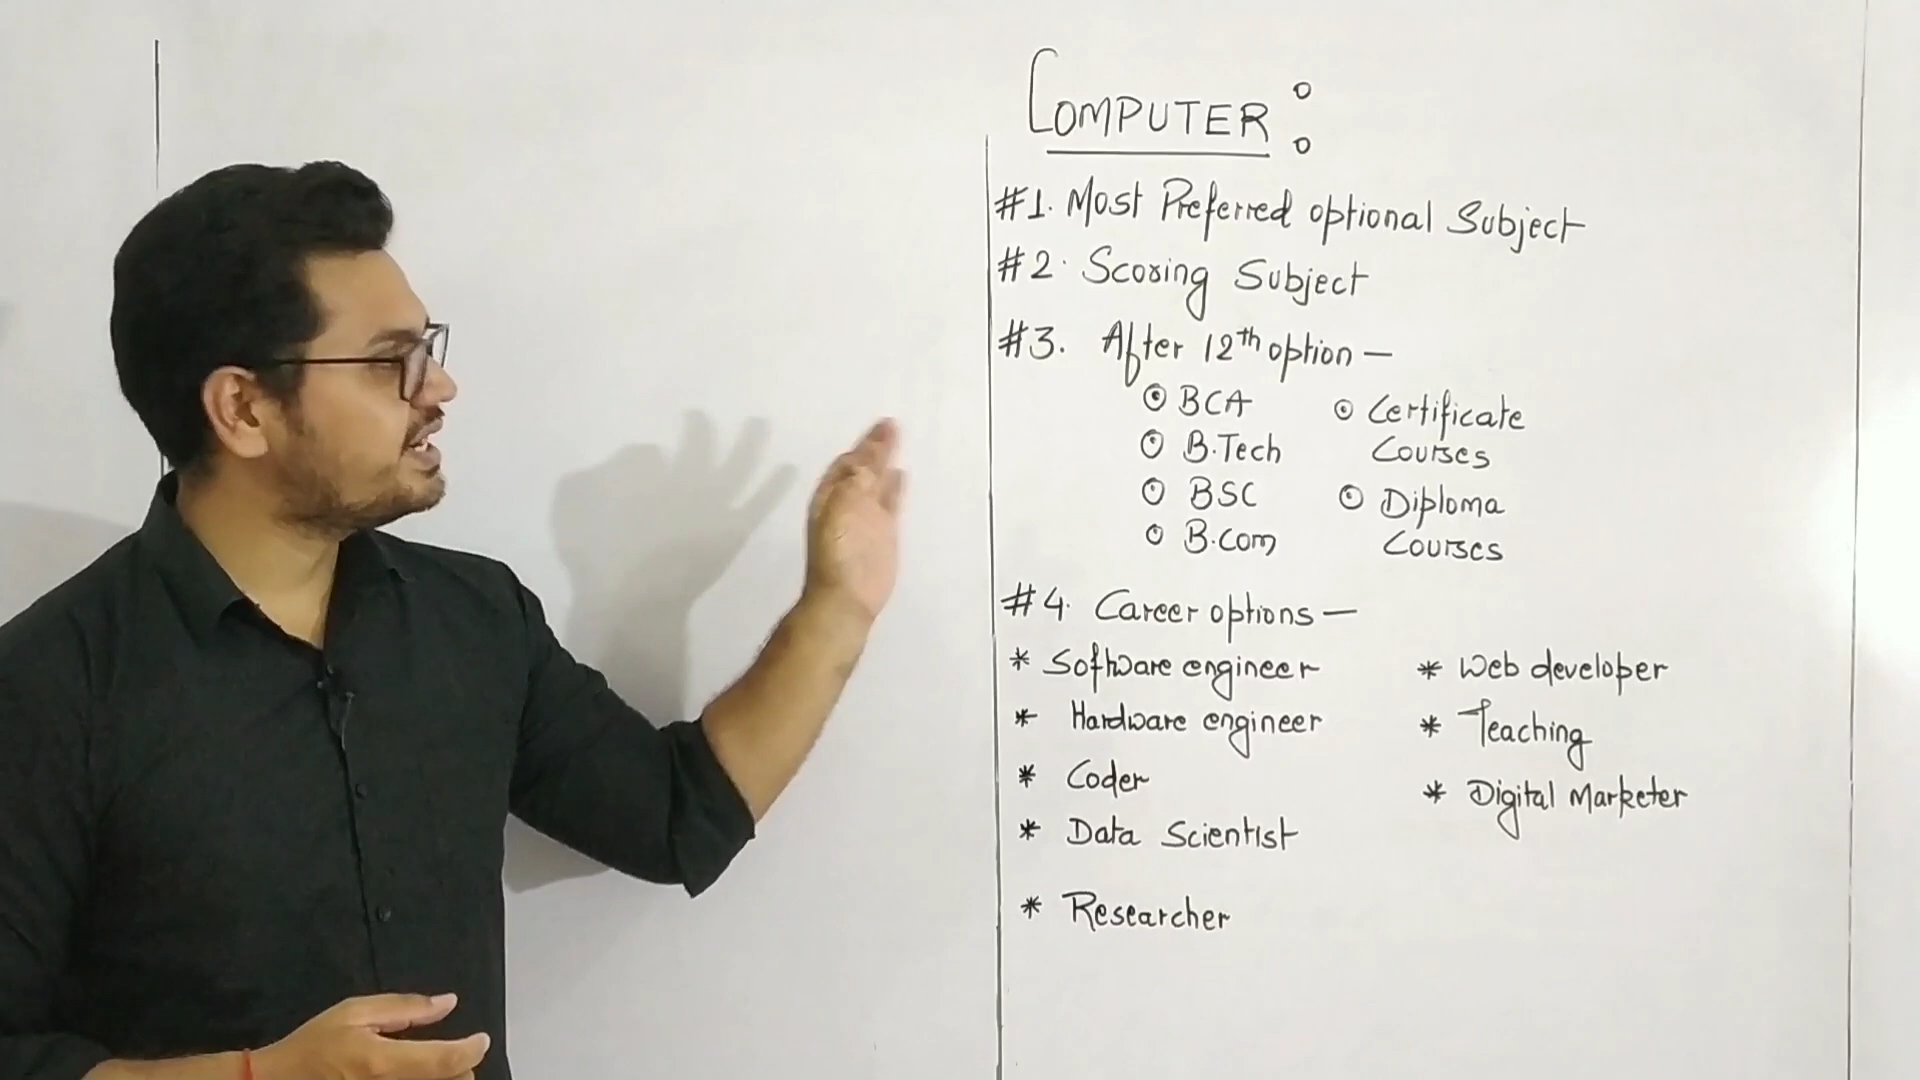 COMPUTER :
#1. Most Preferred optional Subject
#2. Scoring Subject
#3. After 12th option —
BCA
B.Tech
BSC
B.Com
Certificate
Courses
Diploma
Courses
#4. Career options —
* Software engineer
* Hardware engineer
* Coder
* Data Scientist
* Researcher
* Web developer
* Teaching
* Digital Marketer